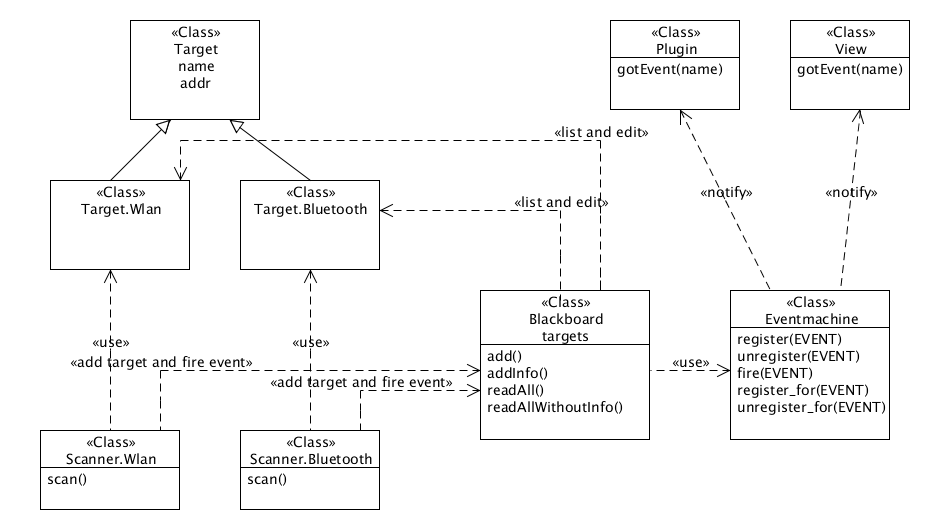 «Class»
Target
name
addr
«Class»
Plugin
gotEvent(name)
«Class»
View
gotEvent(name)
«list and edit»
«Class»
Target.Wlan
«Class»
Target.Bluetooth
«list and edit»
«notify»
«notify»
«Class»
Blackboard
targets
add()
addInfo()
readAll()
readAllWithoutInfo()
«Class»
Eventmachine
register(EVENT)
unregister(EVENT)
fire(EVENT)
register_for(EVENT)
unregister_for(EVENT)
«use»
«use»
«use»
«add target and fire event»
«add target and fire event»
«Class»
Scanner.Wlan
scan()
«Class»
Scanner.Bluetooth
scan()